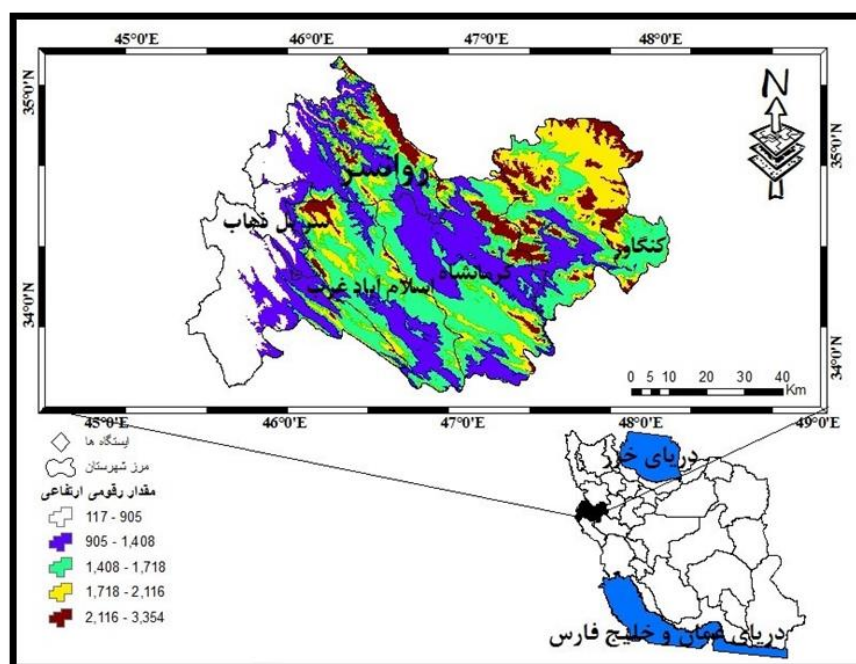 45°0'E 46°0'E 47°0'E 48°0'E
35°0'N 35°0'N
N
روانسر
سر پل ذهاب
کنگاور
کرمانشاه
اسلام آباد غرب
34°0'N 34°0'N
0 5 10 20 30 40
Km
45°0'E 46°0'E 47°0'E 48°0'E 49°0'E
ایستگاه ها
مرز شهرستان
مقدار رقومی ارتفاعی
117 - 905
905 - 1,408
1,408 - 1,718
1,718 - 2,116
2,116 - 3,354
دریای خزر
دریای عمان و خلیج فارس